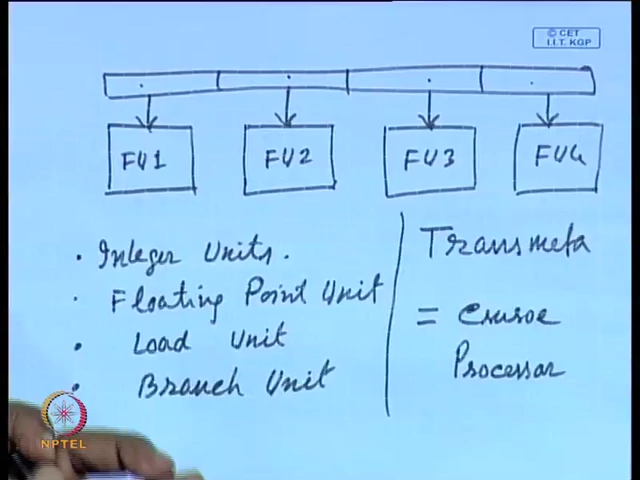 © CET
I.I.T. KGP
FU1 FU2 FU3 FU4
• Integer Units.
• Floating Point Unit
• Load Unit
• Branch Unit
Transmeta
= Crusoe
Processor
NPTEL